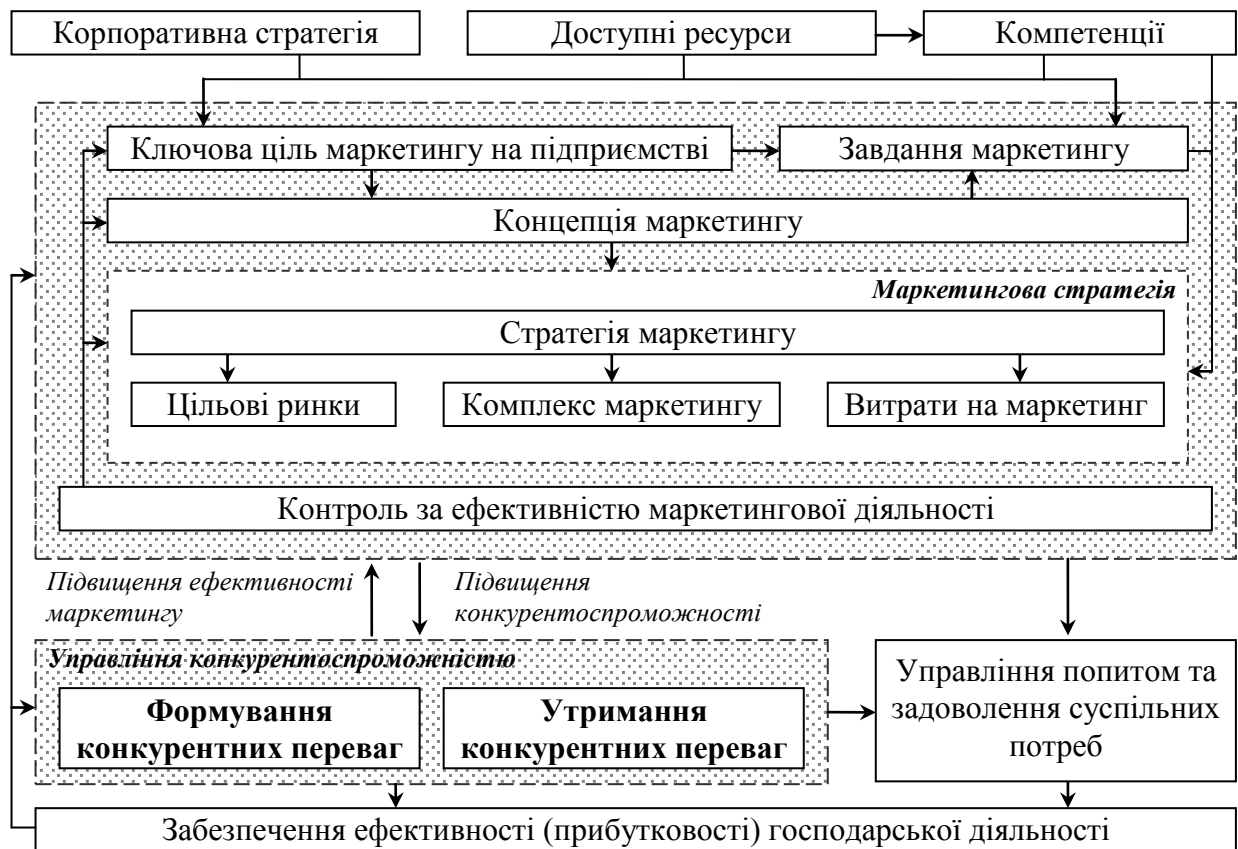 Корпоративна стратегія
Доступні ресурси
Компетенції
Ключова ціль маркетингу на підприємстві
Завдання маркетингу
Концепція маркетингу
Маркетингова стратегія
Стратегія маркетингу
Цільові ринки
Комплекс маркетингу
Витрати на маркетинг
Контроль за ефективністю маркетингової діяльності
Підвищення ефективності
маркетингу
Підвищення
конкурентоспроможності
Управління конкурентоспроможністю
Формування
конкурентних переваг
Утримання
конкурентних переваг
Управління попитом та
задоволення суспільних
потреб
Забезпечення ефективності (прибутковості) господарської діяльності